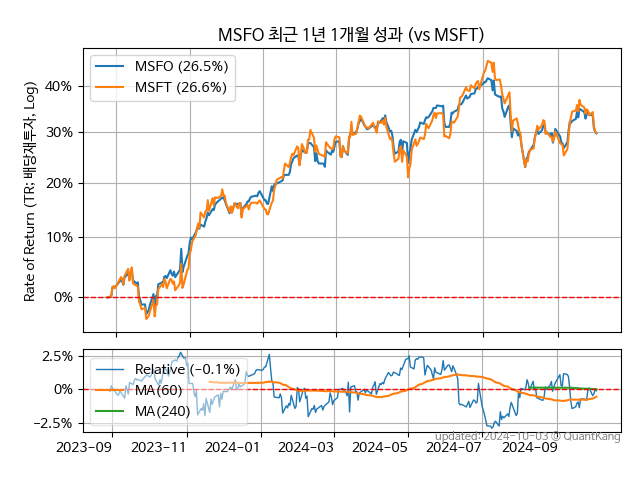 MSFO 최근 1년 1개월 성과 (vs MSFT)
MSFO (26.5%)
MSFT (26.6%)
40%
30%
20%
10%
0%
Rate of Return (TR: 배당재투자, Log)
2.5%
0%
−2.5%
Relative (−0.1%)
MA(60)
MA(240)
2023-09
2023-11
2024-01
2024-03
2024-05
2024-07
2024-09
updated: 2024-10-03 © QuantKang